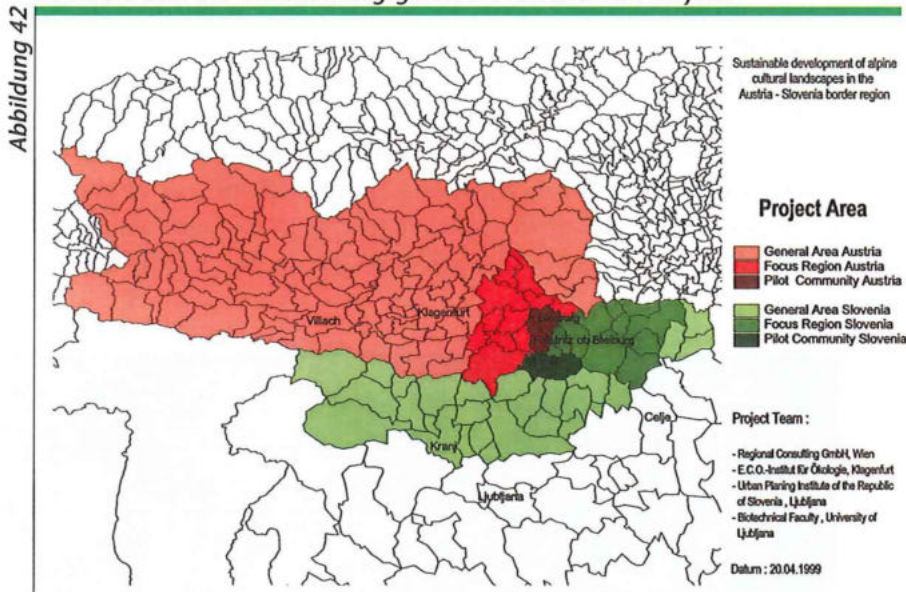 Abbildung 42
Sustainable development of alpine
cultural landscapes in the
Austria - Slovenia border region
Project Area
General Area Austria
Focus Region Austria
Pilot Community Austria
General Area Slovenia
Focus Region Slovenia
Pilot Community Slovenia
Villach
Klagenfurt
ob Bleiburg
Celje
Kranj
Ljubljana
Project Team :
- Regional Consulting GmbH, Wien
- E.C.O.-Institut für Ökologie, Klagenfurt
- Urban Planing Institute of the Republic
of Slovenia , Ljubljana
- Biotechnical Faculty , University of
Ljubljana
Datum : 20.04.1999